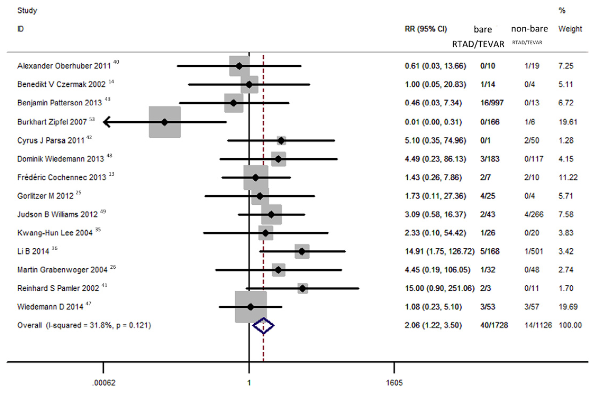 Study %
ID RR (95% CI) bare RTAD/TEVAR non-bare RTAD/TEVAR Weight
Alexander Oberhuber 2011 40 0.61 (0.03, 13.66) 0/10 1/19 7.25
Benedikt V Czermak 2002 14 1.00 (0.05, 20.83) 1/14 0/4 5.11
Benjamin Patterson 2013 0.46 (0.03, 7.34) 16/997 0/13 6.72
Burkhart Zipfel 2007 53 0.01 (0.00, 0.31) 0/166 1/6 19.61
Cyrus J Parsa 2011 42 5.10 (0.35, 74.96) 0/1 2/50 1.28
Dominik Wiedemann 2013 4.49 (0.23, 86.13) 3/183 0/117 4.15
Frédéric Cochennec 2013 1.43 (0.26, 7.86) 2/7 2/10 11.22
Gorlitzer M 2012 25 1.73 (0.11, 27.36) 4/25 0/4 5.71
Judson B Williams 2012 49 3.09 (0.58, 16.37) 2/43 4/266 7.58
Kwang-Hun Lee 2004 35 2.33 (0.10, 54.42) 1/26 0/20 3.83
Li B 2014 36 14.91 (1.75, 126.72) 5/168 1/501 3.42
Martin Grabenwoger 2004 26 4.45 (0.19, 106.05) 1/32 0/48 2.74
Reinhard S Pamler 2002 41 15.00 (0.90, 251.06) 2/3 0/11 1.70
Wiedemann D 2014 47 1.08 (0.23, 5.10) 3/53 3/57 19.69
Overall (I-squared = 31.8%, p = 0.121) 2.06 (1.22, 3.50) 40/1728 14/1126 100.00
.00062 1 1605